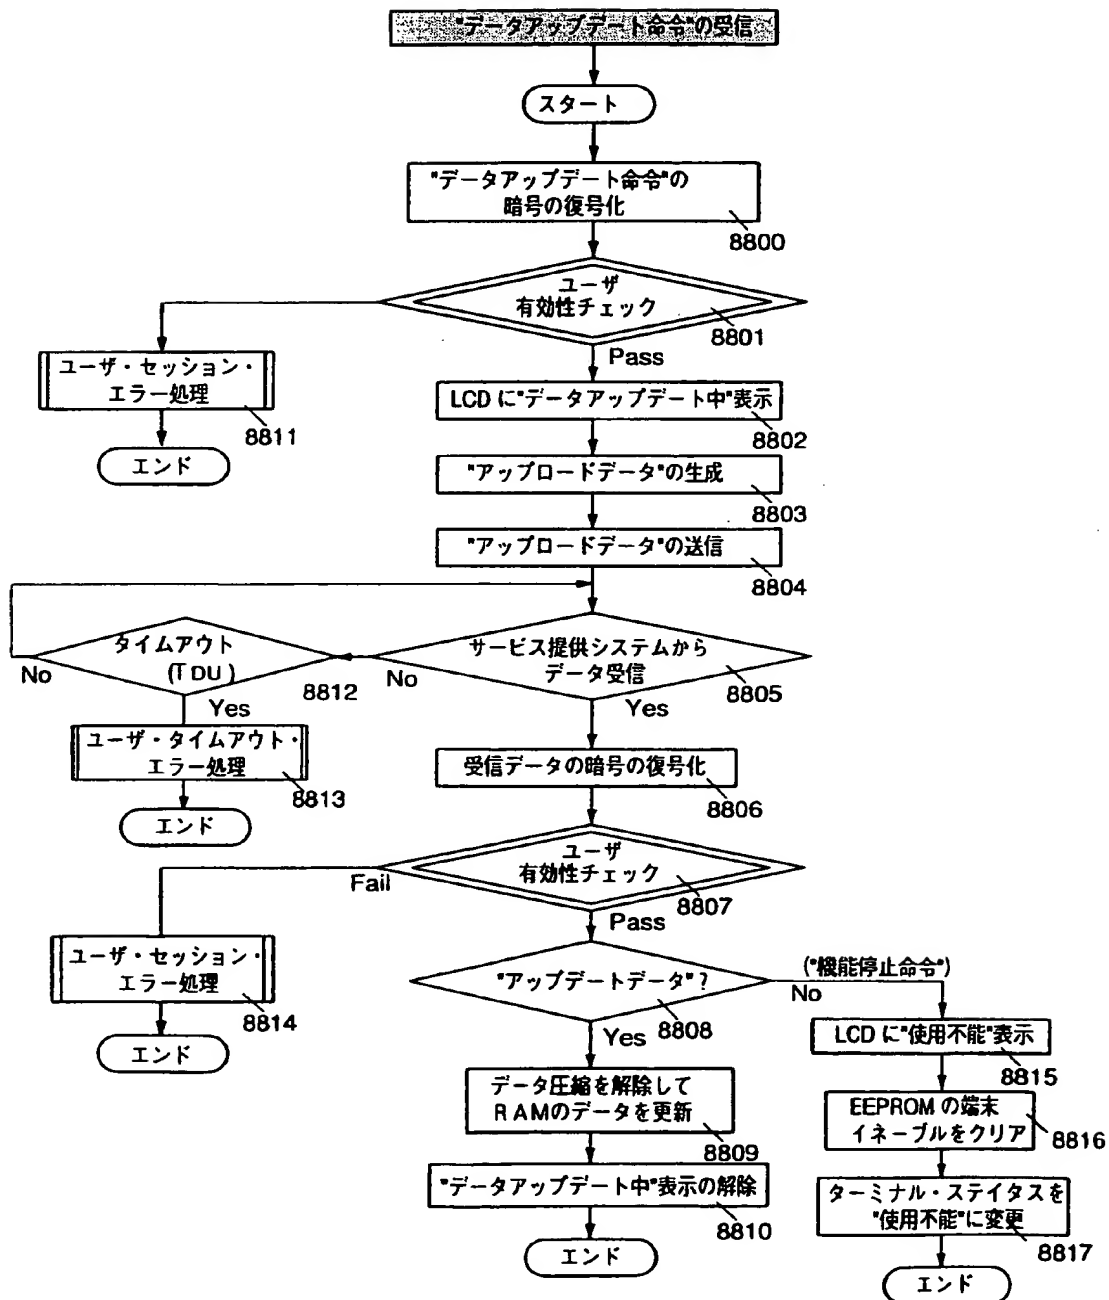 "データアップデート命令"の受信
スタート
"データアップデート命令"の
暗号の復号化
8800
ユーザ
有効性チェック
8801
Pass
ユーザ・セッション・
エラー処理
8811
エンド
LCD に"データアップデート中"表示
8802
"アップロードデータ"の生成
8803
"アップロードデータ"の送信
8804
タイムアウト
(TDU)
No
8812
Yes
サービス提供システムから
データ受信
No
8805
Yes
ユーザ・タイムアウト・
エラー処理
8813
エンド
受信データの暗号の復号化
8806
ユーザ
有効性チェック
Fail
8807
Pass
ユーザ・セッション・
エラー処理
8814
エンド
"アップデートデータ"?
8808
("機能停止命令")
No
Yes
LCD に"使用不能"表示
8815
データ圧縮を解除して
RAMのデータを更新
8809
EEPROM の端末
イネーブルをクリア
8816
"データアップデート中"表示の解除
8810
ターミナル・ステイタスを
"使用不能"に変更
8817
エンド
エンド